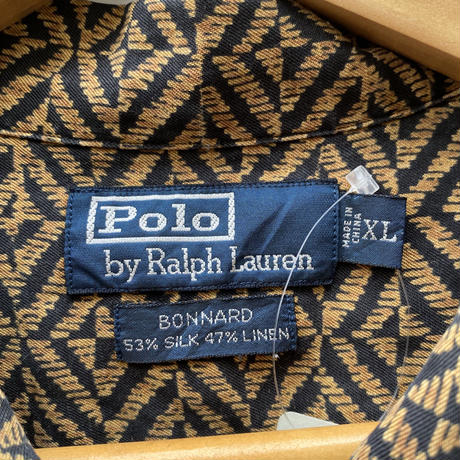 Polo
by Ralph Lauren
MADE IN
CHINA
XL
BONNARD
53% SILK 47% LINEN